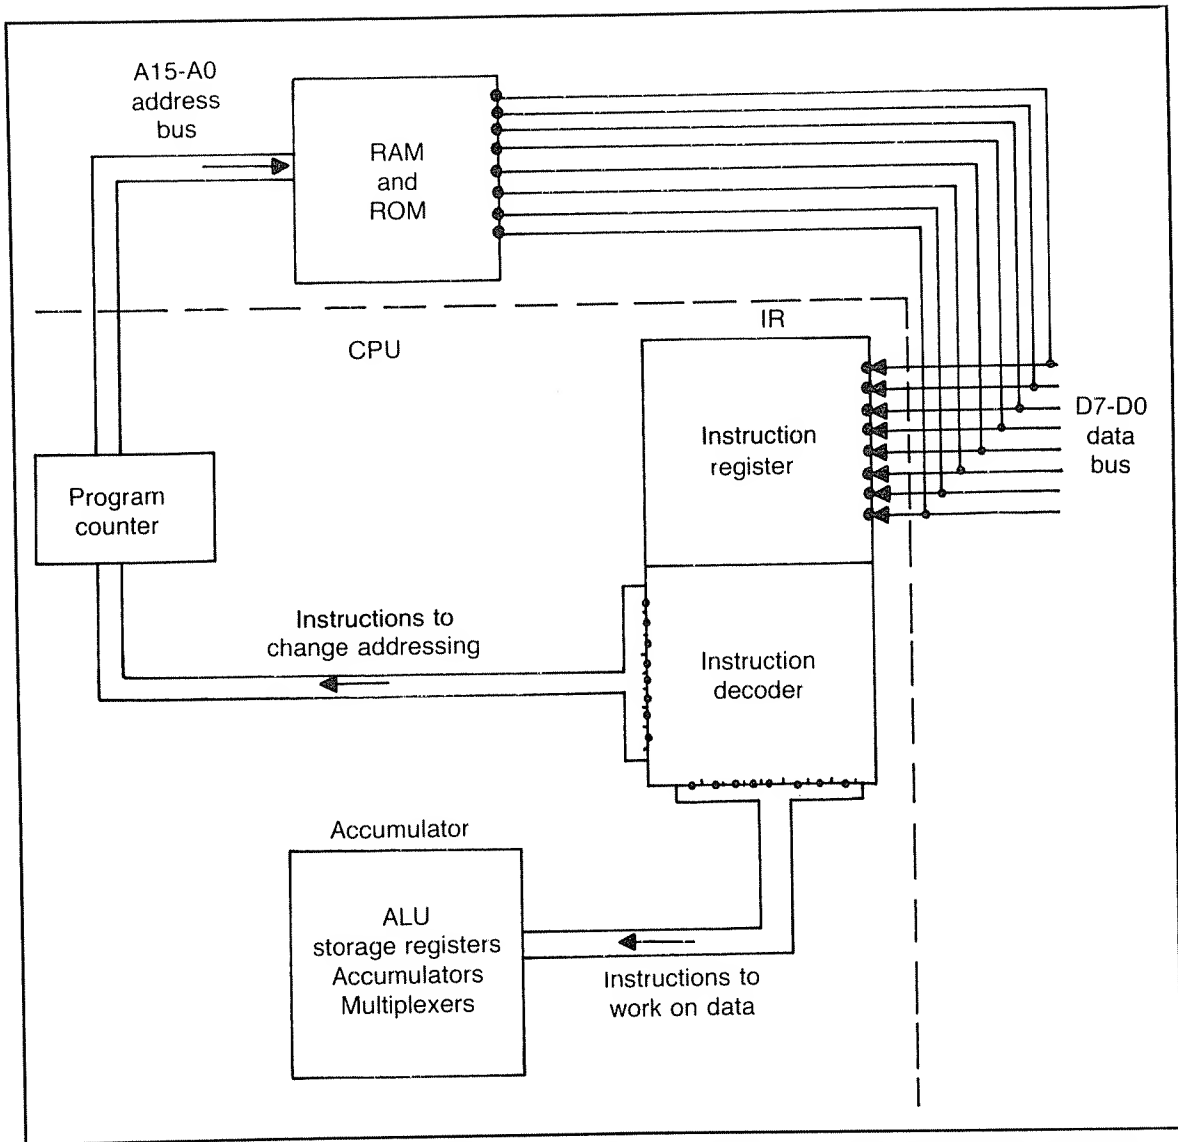 A15-A0
address
bus
RAM
and
ROM
IR
CPU
Instruction
register
D7-D0
data
bus
Program
counter
Instructions to
change addressing
Instruction
decoder
Accumulator
ALU
storage registers
Accumulators
Multiplexers
Instructions to
work on data